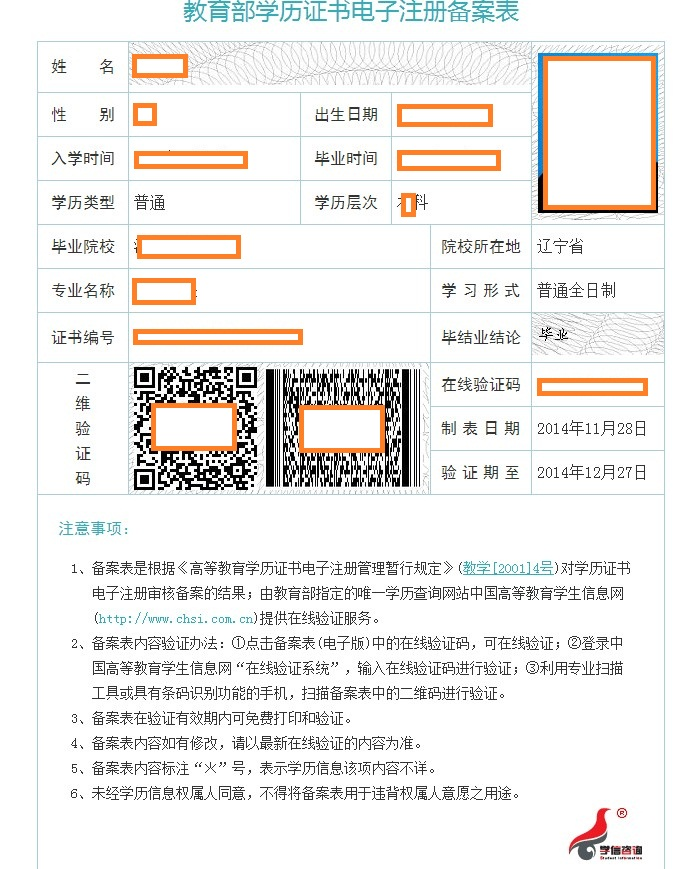 教育部学历证书电子注册备案表
姓 名
性 别 出生日期
入学时间 毕业时间
学历类型 普通 学历层次 科
毕业院校 院校所在地 辽宁省
专业名称 学习形式 普通全日制
证书编号 毕结业结论 毕业
二维验证码 在线验证码
制表日期 2014年11月28日
验证期至 2014年12月27日
注意事项:
1、备案表是根据《高等教育学历证书电子注册管理暂行规定》(教学[2001]4号)对学历证书
电子注册审核备案的结果;由教育部指定的唯一学历查询网站中国高等教育学生信息网
(http://www.chsi.com.cn)提供在线验证服务。
2、备案表内容验证办法:①点击备案表(电子版)中的在线验证码,可在线验证;②登录中
国高等教育学生信息网“在线验证系统”,输入在线验证码进行验证;③利用专业扫描
工具或具有条码识别功能的手机,扫描备案表中的二维码进行验证。
3、备案表在验证有效期内可免费打印和验证。
4、备案表内容如有修改,请以最新在线验证的内容为准。
5、备案表内容标注“火”号,表示学历信息该项内容不详。
6、未经学历信息权属人同意,不得将备案表用于违背权属人意愿之用途。
®
学信咨询
Student Information